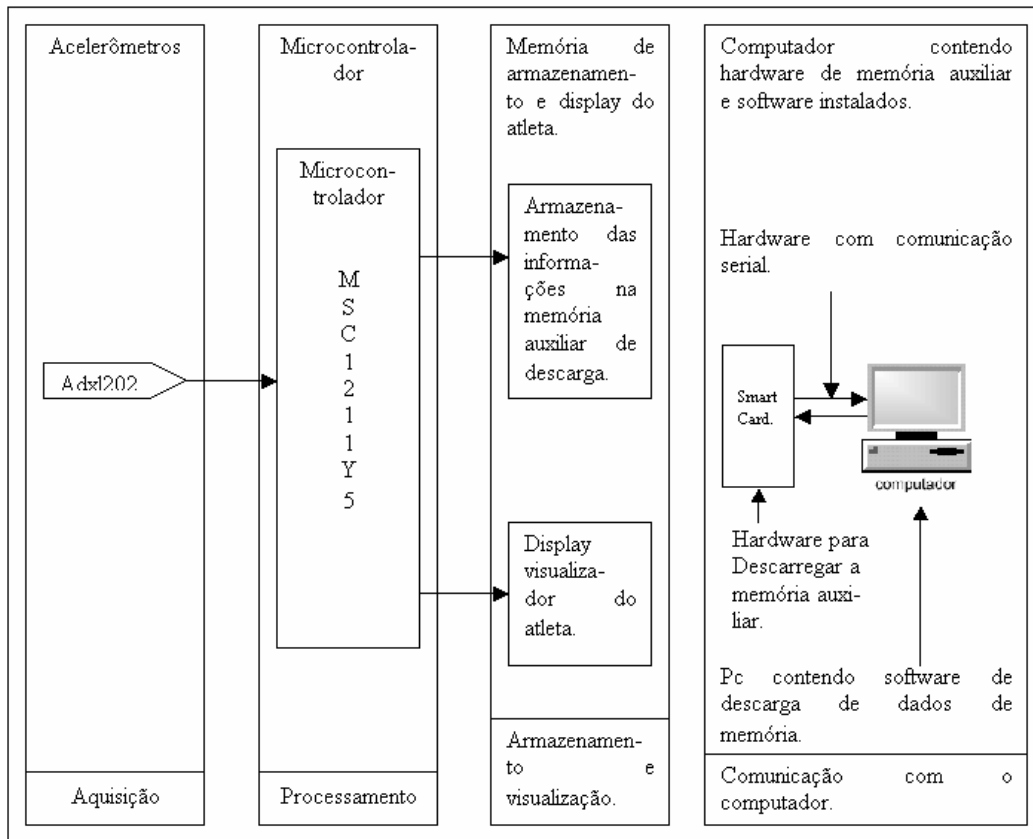 Acelerômetros
Aquisição
Microcontrola-
dor
Microcon-
trolador
M
S
C
1
2
1
1
Y
5
Processamento
Memória de
armazenamen-
to e display do
atleta.
Armazena-
mento das
informa-
ções na
memória
auxiliar de
descarga.
Display
visualiza-
dor do
atleta.
Armazenamen-
to e
visualização.
Computador contendo
hardware de memória auxiliar
e software instalados.
Hardware com comunicação
serial.
Smart
Card.
computador
Hardware para
Descarregar a
memória auxi-
liar.
Pc contendo software de
descarga de dados de
memória.
Comunicação com o
computador.
Adxl202